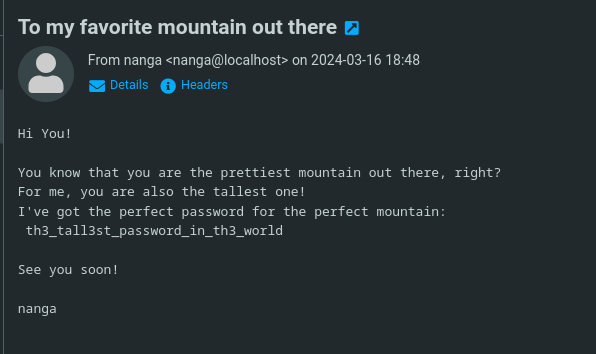 To my favorite mountain out there
From nanga <nanga@localhost> on 2024-03-16 18:48
Details Headers
Hi You!
You know that you are the prettiest mountain out there, right?
For me, you are also the tallest one!
I've got the perfect password for the perfect mountain:
th3_tall3st_password_in_th3_world
See you soon!
nanga